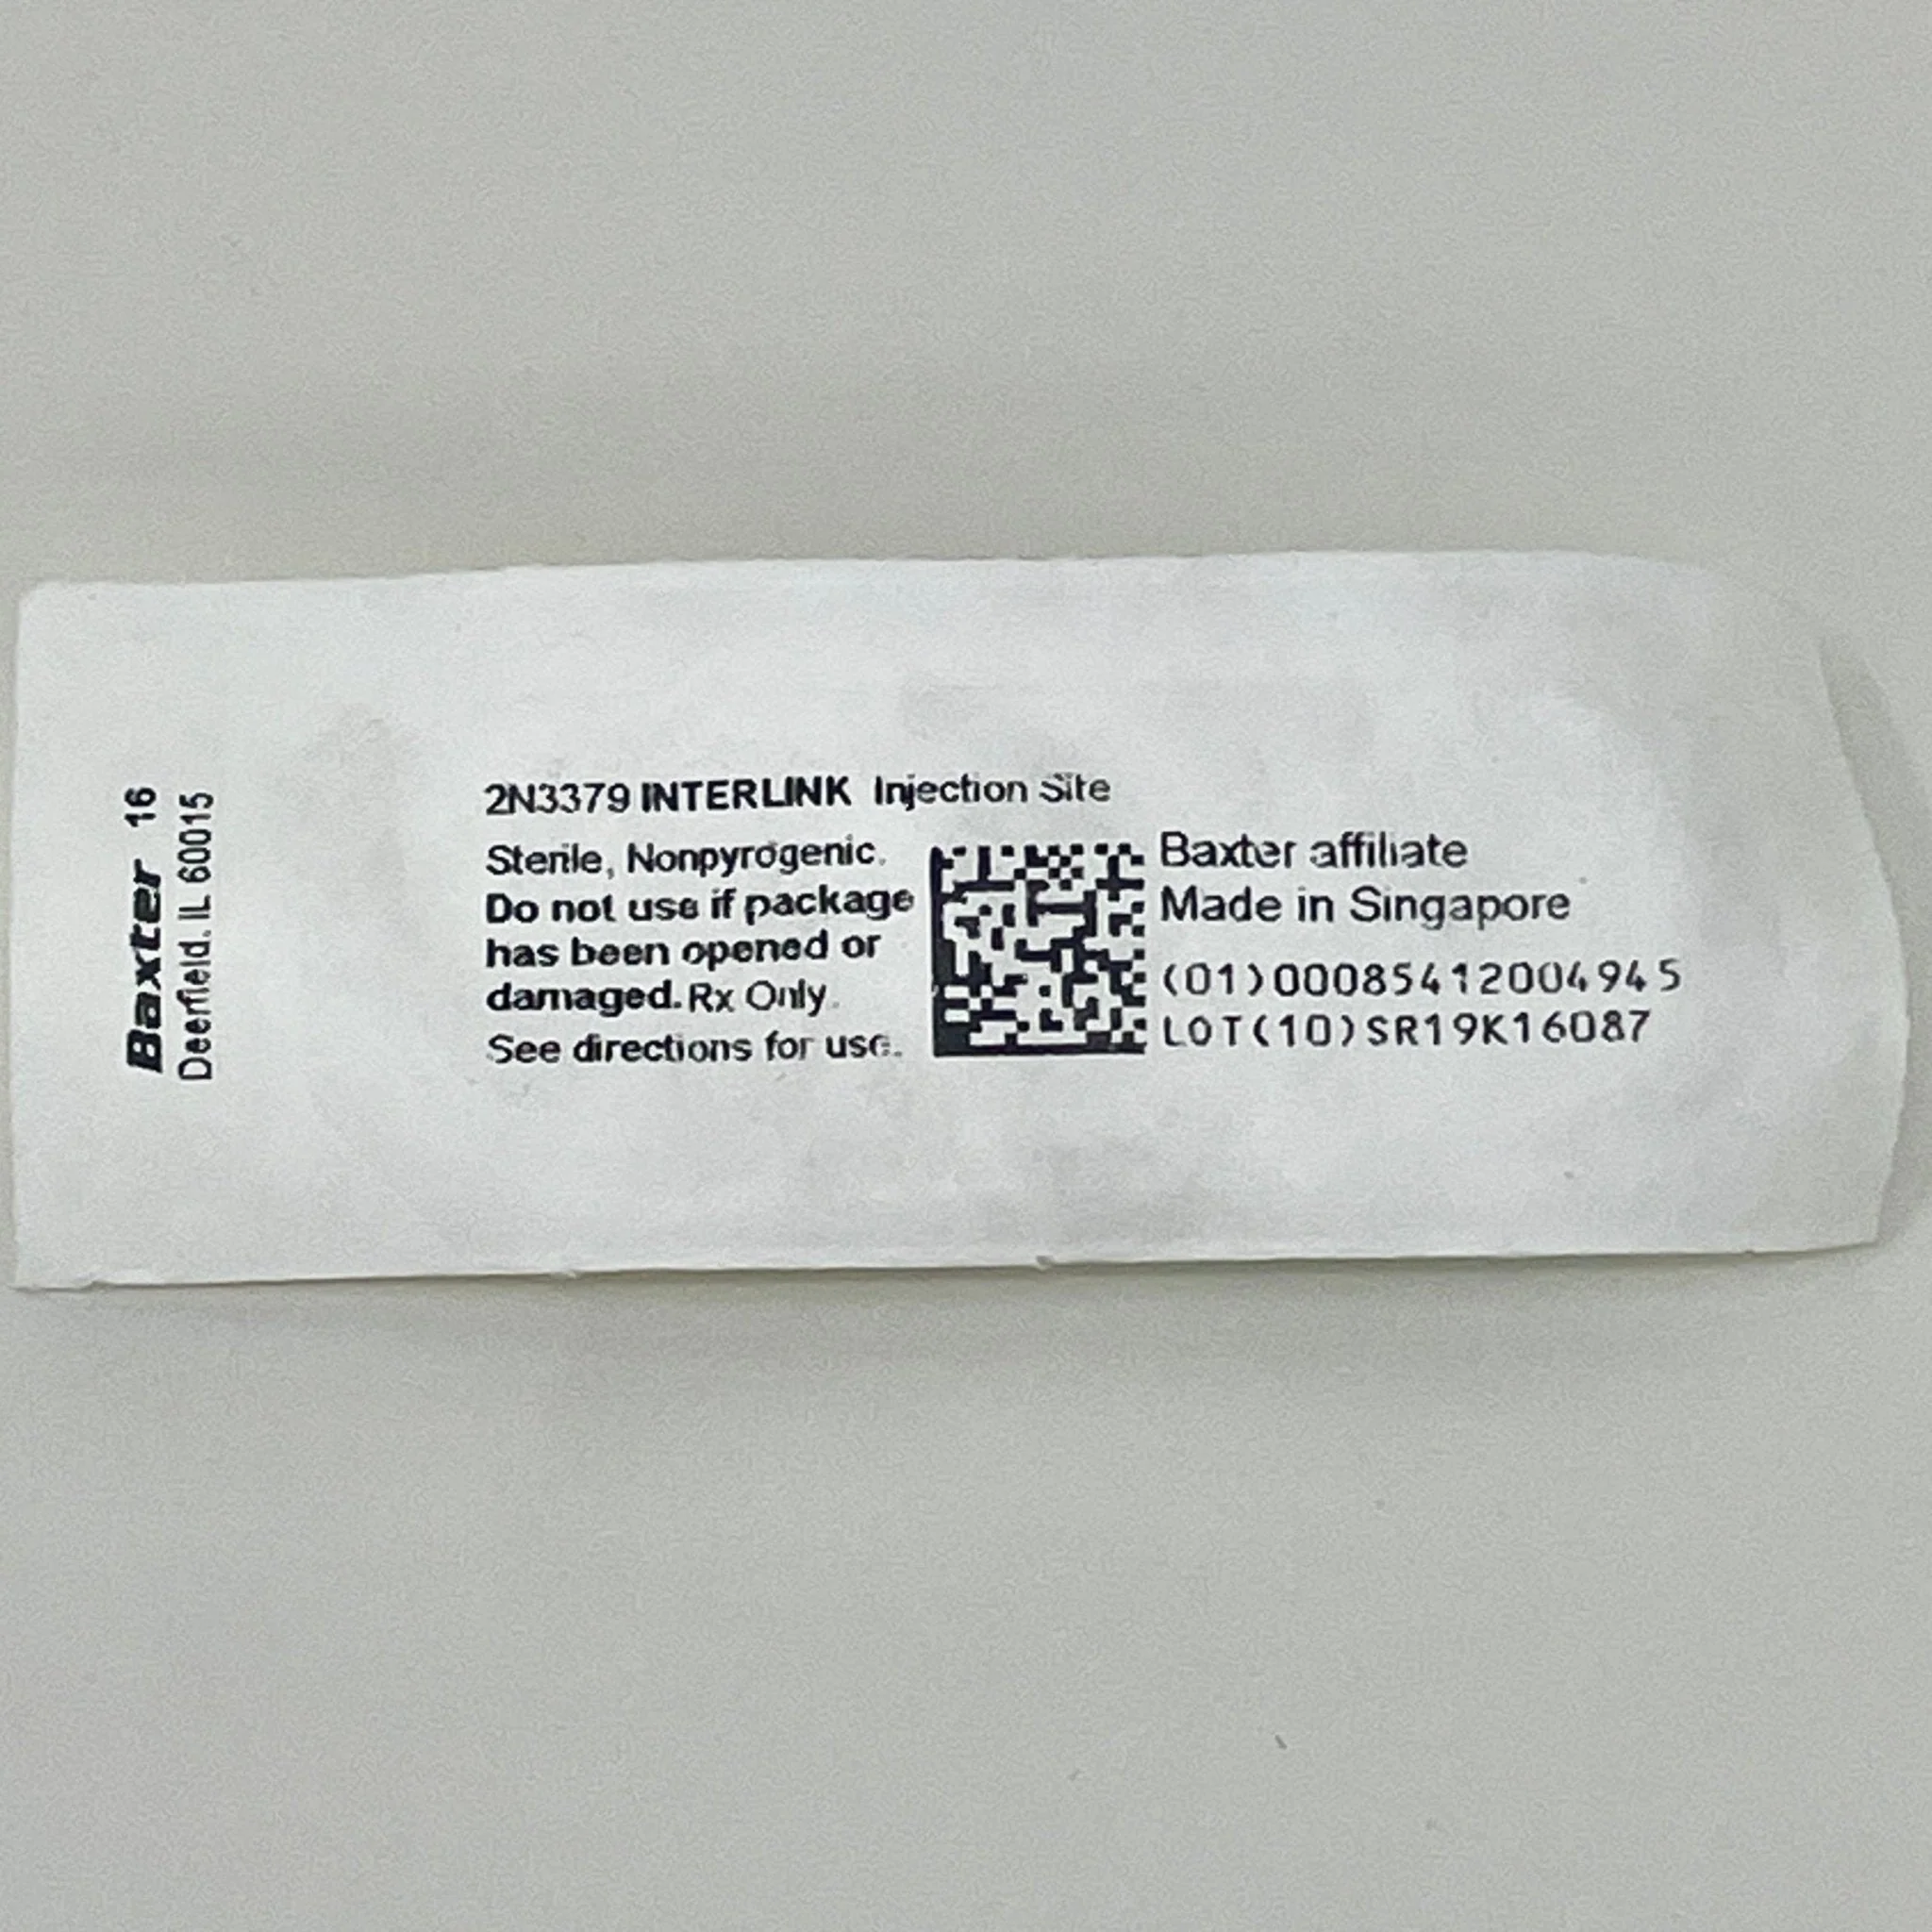 Baxter 16
Deerfield, IL 60015
2N3379 INTERLINK Injection Site
Sterile, Nonpyrogenic.
Do not use if package
has been opened or
damaged. Rx Only.
See directions for use.
Baxter affiliate
Made in Singapore
(01)00085412004945
LOT(10)SR19K16087